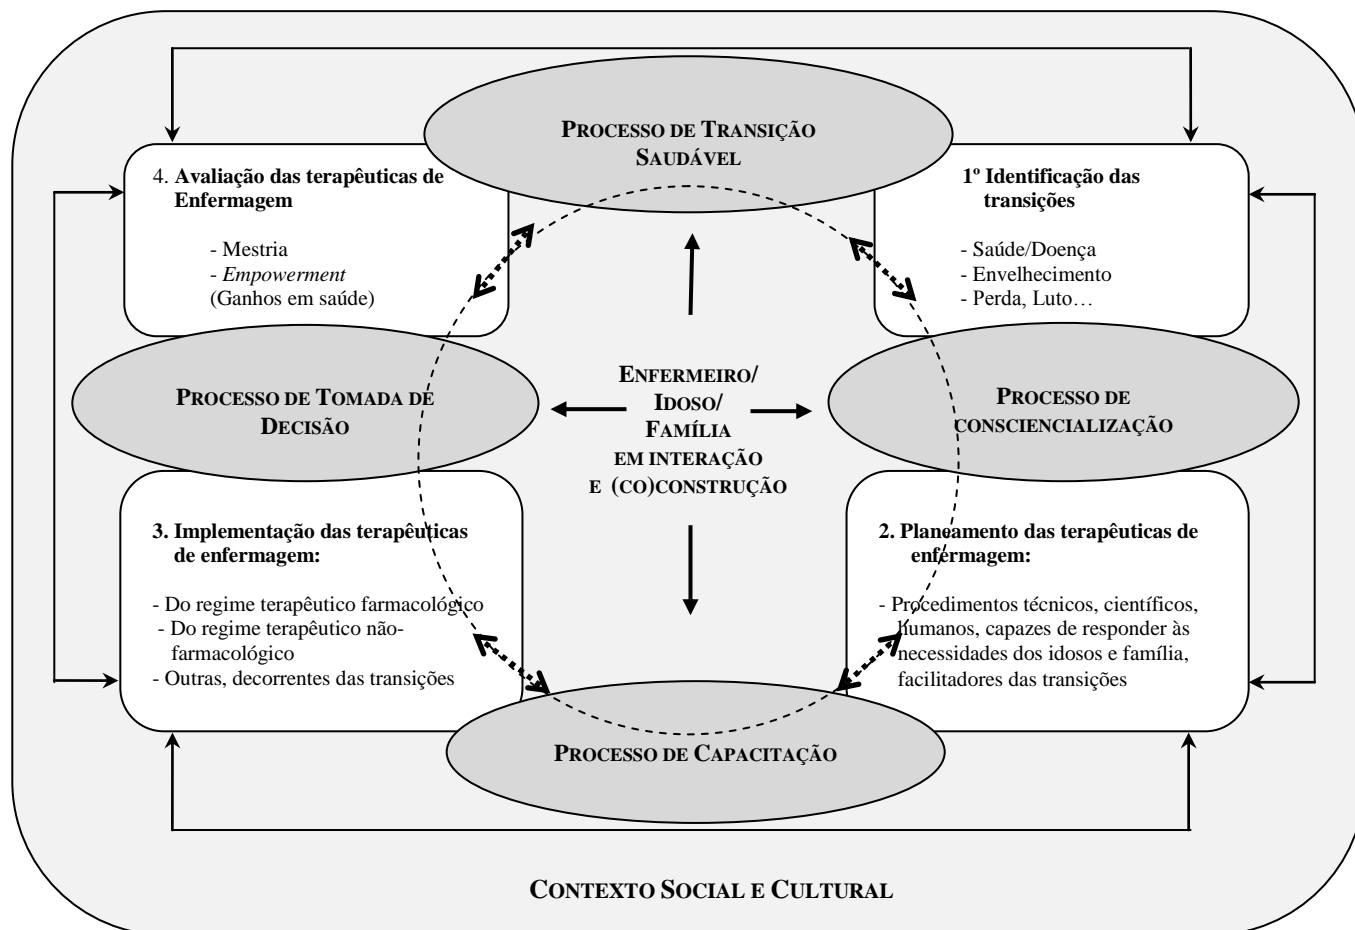 PROCESSO DE TRANSIÇÃO
SAUDÁVEL
4. Avaliação das terapêuticas de
Enfermagem
- Mestria
- Empowerment
(Ganhos em saúde)
1º Identificação das
transições
- Saúde/Doença
- Envelhecimento
- Perda, Luto…
PROCESSO DE TOMADA DE
DECISÃO
ENFERMEIRO/
IDOSO/
FAMÍLIA
EM INTERAÇÃO
E (CO)CONSTRUÇÃO
PROCESSO DE
CONSCIENCIALIZAÇÃO
3. Implementação das terapêuticas
de enfermagem:
- Do regime terapêutico farmacológico
- Do regime terapêutico não-
farmacológico
- Outras, decorrentes das transições
2. Planeamento das terapêuticas de
enfermagem:
- Procedimentos técnicos, científicos,
humanos, capazes de responder às
necessidades dos idosos e família,
facilitadores das transições
PROCESSO DE CAPACITAÇÃO
CONTEXTO SOCIAL E CULTURAL